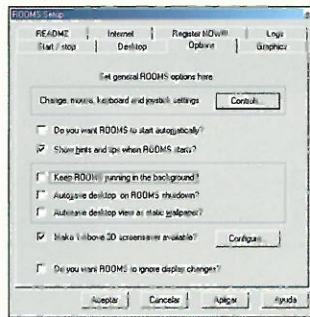 ROOMS Setup
README Internet Register NOW!!! Logs
Start / stop Desktop Options Graphics
Set general ROOMS options here
Change, mouse, keyboard and joystick settings Controls...
Do you want ROOMS to start automatically?
Show hints and tips when ROOMS starts?
Keep ROOMS running in the background?
Autosave desktop on ROOMS shutdown?
Autosave desktop view as static wallpaper?
Make 3D screensaver available? Configure...
Do you want ROOMS to ignore display changes?
Aceptar Cancelar Aplicar Ayuda